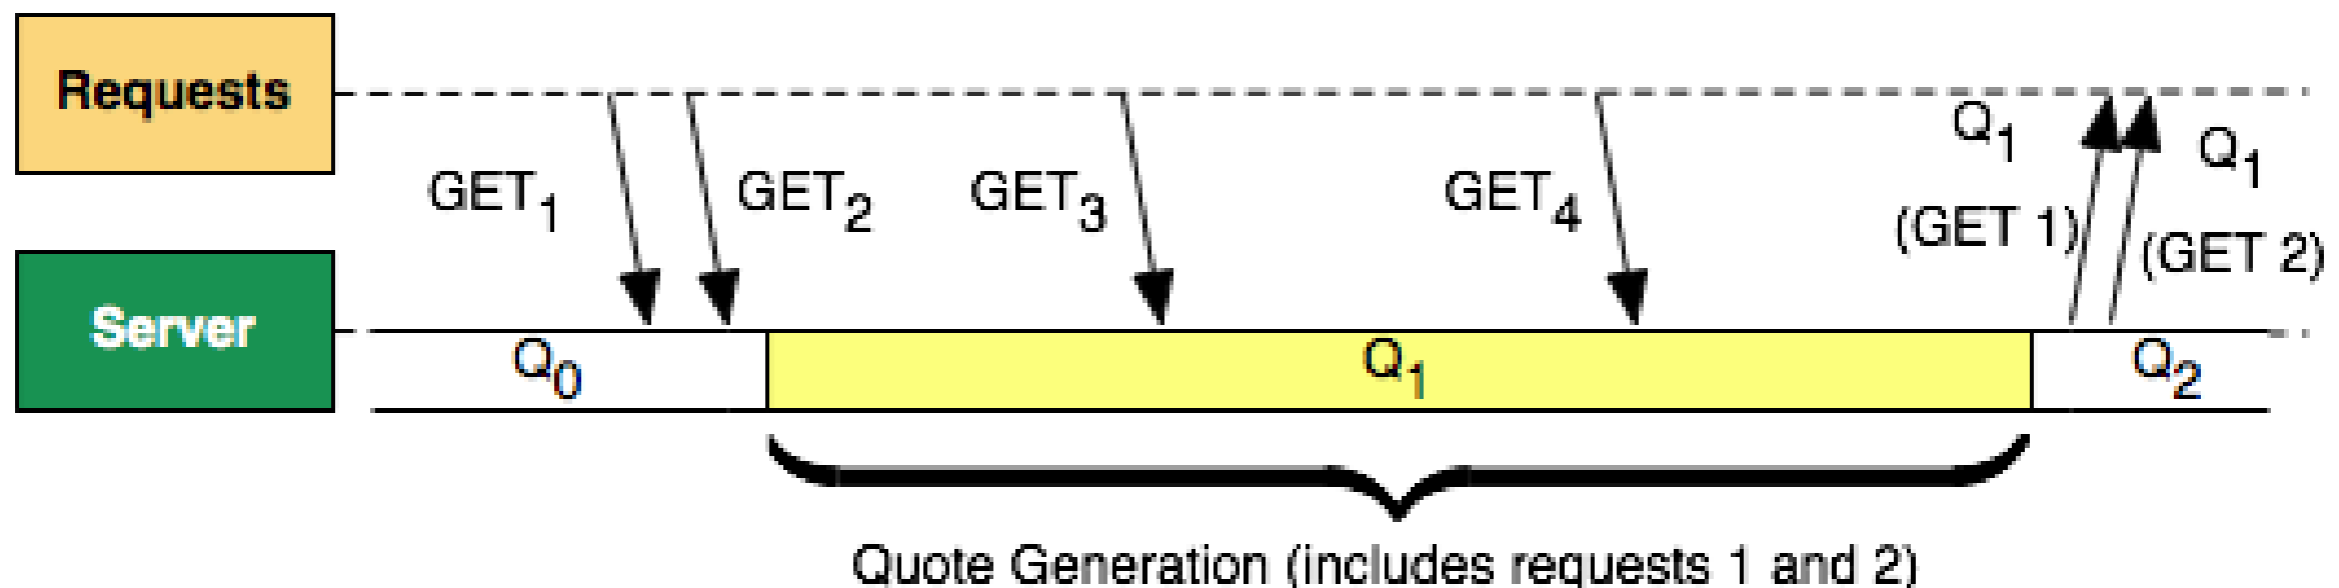 Requests
GET1
GET2
GET3
GET4
Q1
(GET 1)
Q1
(GET 2)
Server
Q0
Q1
Q2
Quote Generation (includes requests 1 and 2)